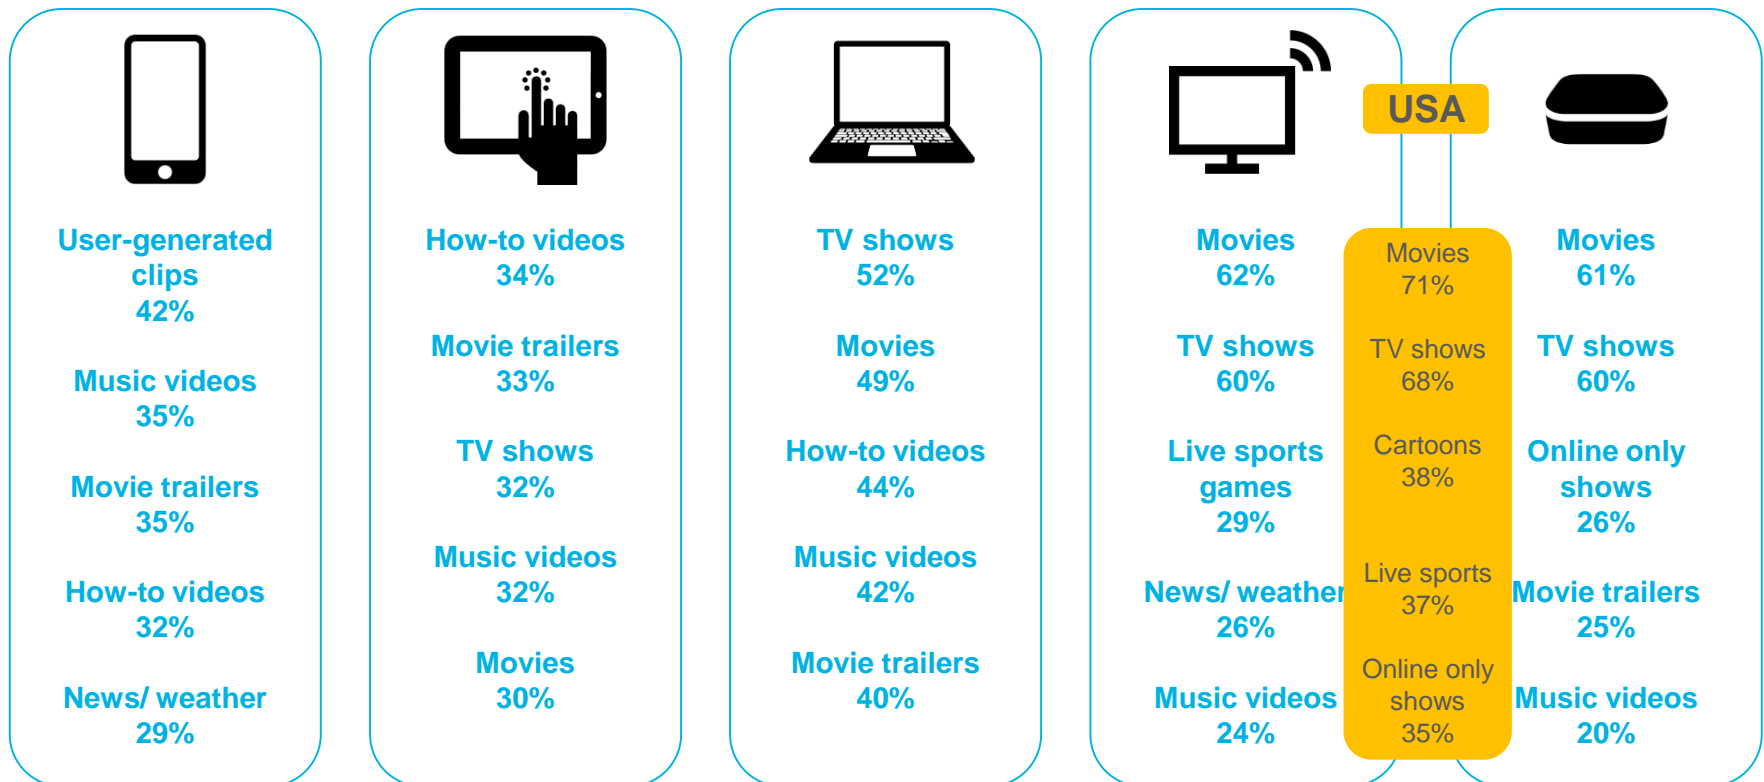 User-generated
clips
42%
Music videos
35%
Movie trailers
35%
How-to videos
32%
News/ weather
29%
How-to videos
34%
Movie trailers
33%
TV shows
32%
Music videos
32%
Movies
30%
TV shows
52%
Movies
49%
How-to videos
44%
Music videos
42%
Movie trailers
40%
Movies
62%
TV shows
60%
Live sports
games
29%
News/ weather
26%
Music videos
24%
USA
Movies
71%
TV shows
68%
Cartoons
38%
Live sports
37%
Online only
shows
35%
Movies
61%
TV shows
60%
Online only
shows
26%
Movie trailers
25%
Music videos
20%